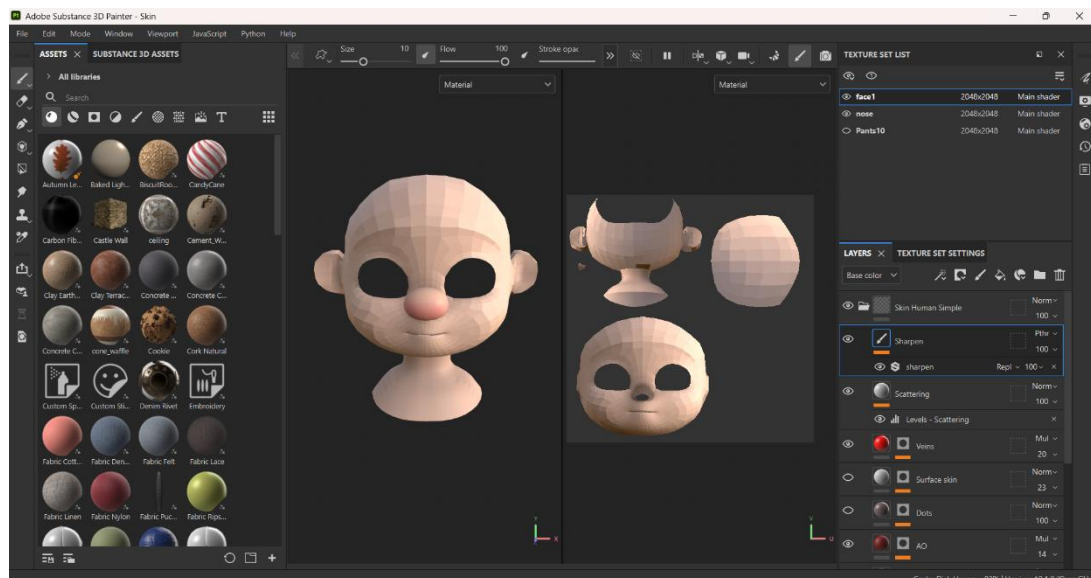 Adobe Substance 3D Painter - Skin
File Edit Mode Window Viewport JavaScript Python Help
ASSETS × SUBSTANCE 3D ASSETS
Size 10 Flow 100 Stroke opac
TEXTURE SET LIST
All libraries
Search
Material
Material
face1 2048x2048 Main shader
nose 2048x2048 Main shader
Pants10 2048x2048 Main shader
Autumn Le... Baked Ligh... BiscuitRoo... CandyCane
Carbon Fib... Castle Wall ceiling Cement_W...
Clay Earth... Clay Terrac... Concrete ... Concrete C...
Concrete C... cone_waffle Cookie Cork Natural
Custom Sp... Custom Sti... Denim Rivet Embroidery
Fabric Cott... Fabric Den... Fabric Felt Fabric Lace
Fabric Linen Fabric Nylon Fabric Puc... Fabric Rips...
LAYERS × TEXTURE SET SETTINGS
Base color
Skin Human Simple Norm 100
Sharpen Pthr 100
sharpen Repl 100 ×
Scattering Norm 100
Levels - Scattering ×
Veins Mul 20
Surface skin Norm 23
Dots Norm 100
AO Mul 14
Y
X
U